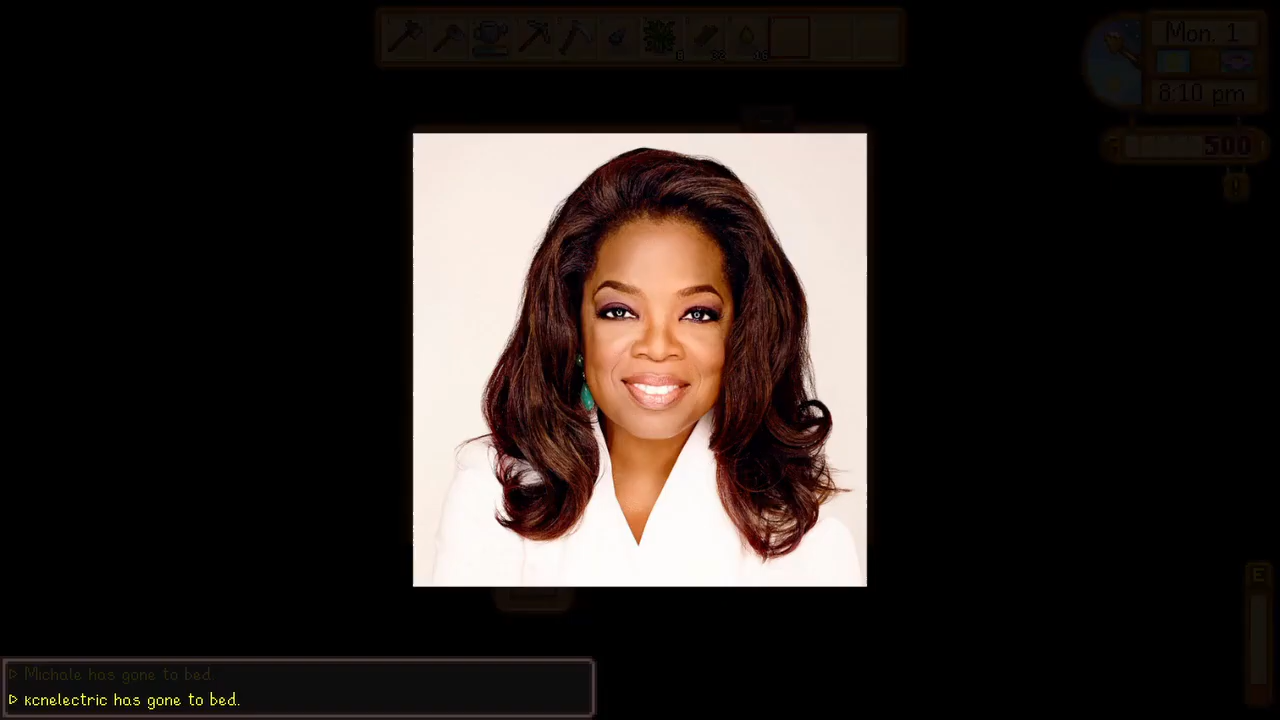 Mon. 1
8:10 pm
500
E
Michale has gone to bed.
kcnelectric has gone to bed.